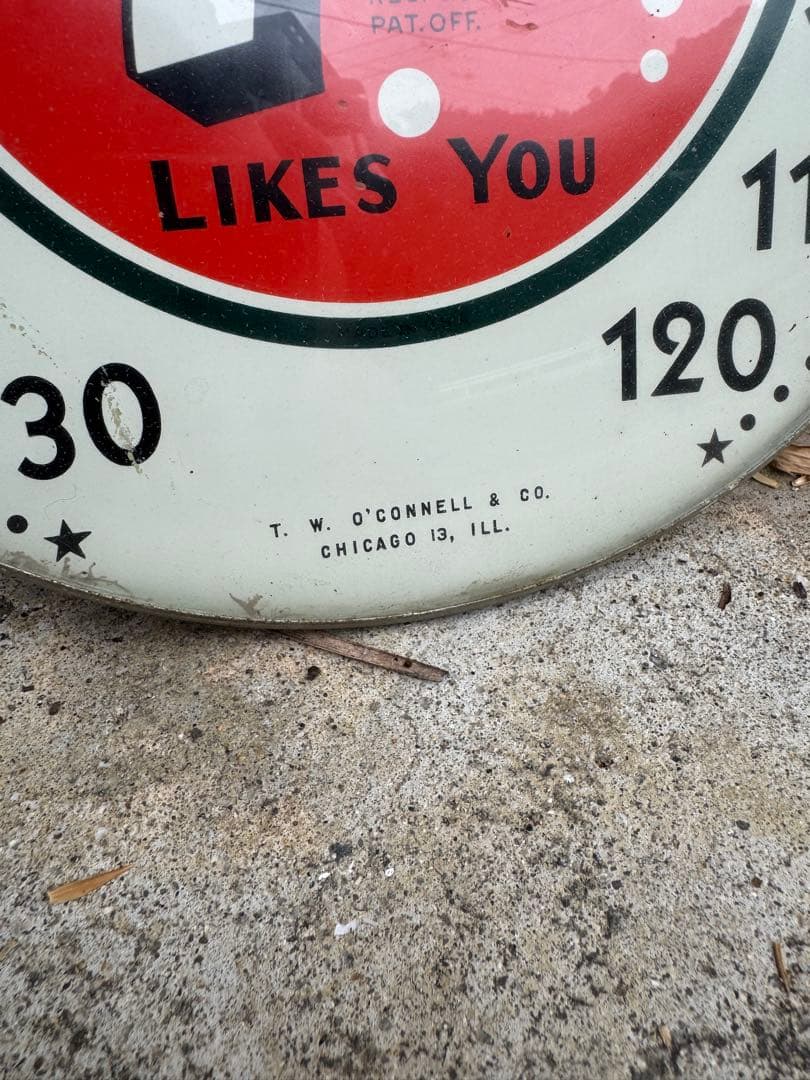 PAT. OFF.
LIKES YOU
11
120
30
T. W. O'CONNELL & CO.
CHICAGO 13, ILL.